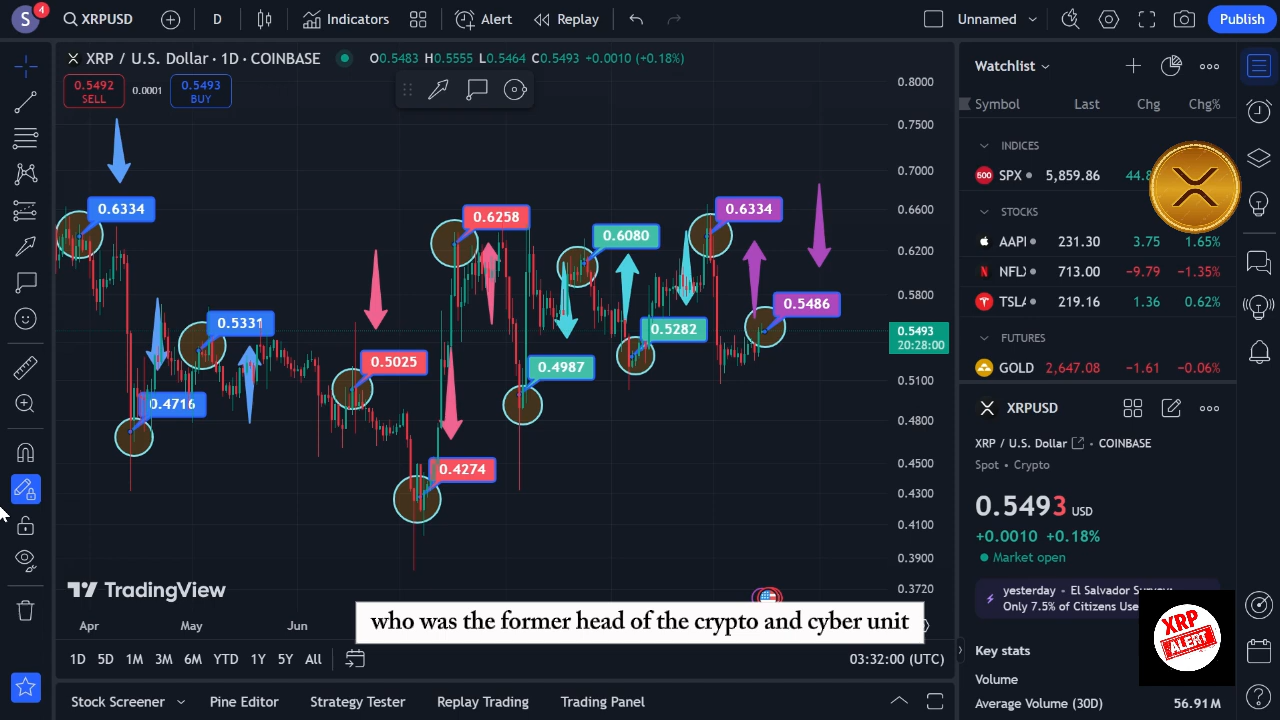 S
4
XRPUSD
D
Indicators
Alert
Replay
Unnamed
Publish
XRP / U.S. Dollar · 1D · COINBASE
O0.5483 H0.5555 L0.5464 C0.5493 +0.0010 (+0.18%)
0.5492
SELL
0.0001
0.5493
BUY
0.6334
0.4716
0.5331
0.5025
0.4274
0.6258
0.4987
0.6080
0.5282
0.6334
0.5486
0.8000
0.7500
0.7000
0.6600
0.6200
0.5800
0.5493
20:28:00
0.5100
0.4800
0.4500
0.4300
0.4100
0.3900
0.3720
TradingView
Apr
May
Jun
who was the former head of the crypto and cyber unit
1D 5D 1M 3M 6M YTD 1Y 5Y All
03:32:00 (UTC)
Stock Screener
Pine Editor
Strategy Tester
Replay Trading
Trading Panel
Watchlist
Symbol Last Chg Chg%
INDICES
500 SPX 5,859.86 44.8
STOCKS
AAPL 231.30 3.75 1.65%
NFLX 713.00 −9.79 −1.35%
TSLA 219.16 1.36 0.62%
FUTURES
GOLD 2,647.08 −1.61 −0.06%
XRPUSD
XRP / U.S. Dollar · COINBASE
Spot · Crypto
0.5493 USD
+0.0010 +0.18%
Market open
yesterday · El Salvador Survey:
Only 7.5% of Citizens Use
XRP
ALERT
Key stats
Volume
Average Volume (30D) 56.91M